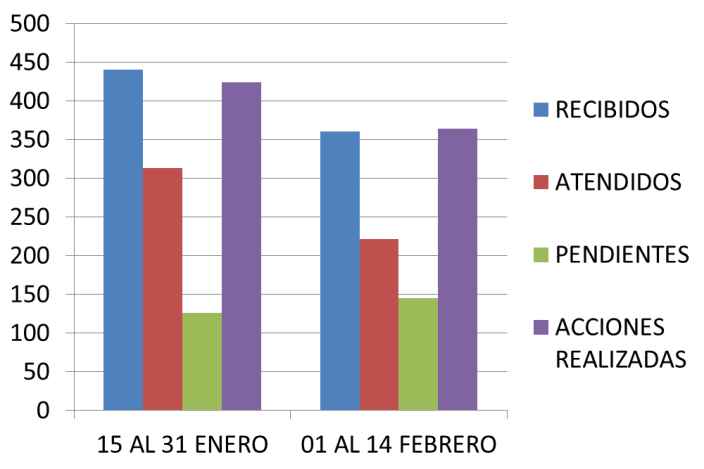 500
450
400
350
300
250
200
150
100
50
0
15 AL 31 ENERO
01 AL 14 FEBRERO
RECIBIDOS
ATENDIDOS
PENDIENTES
ACCIONES
REALIZADAS